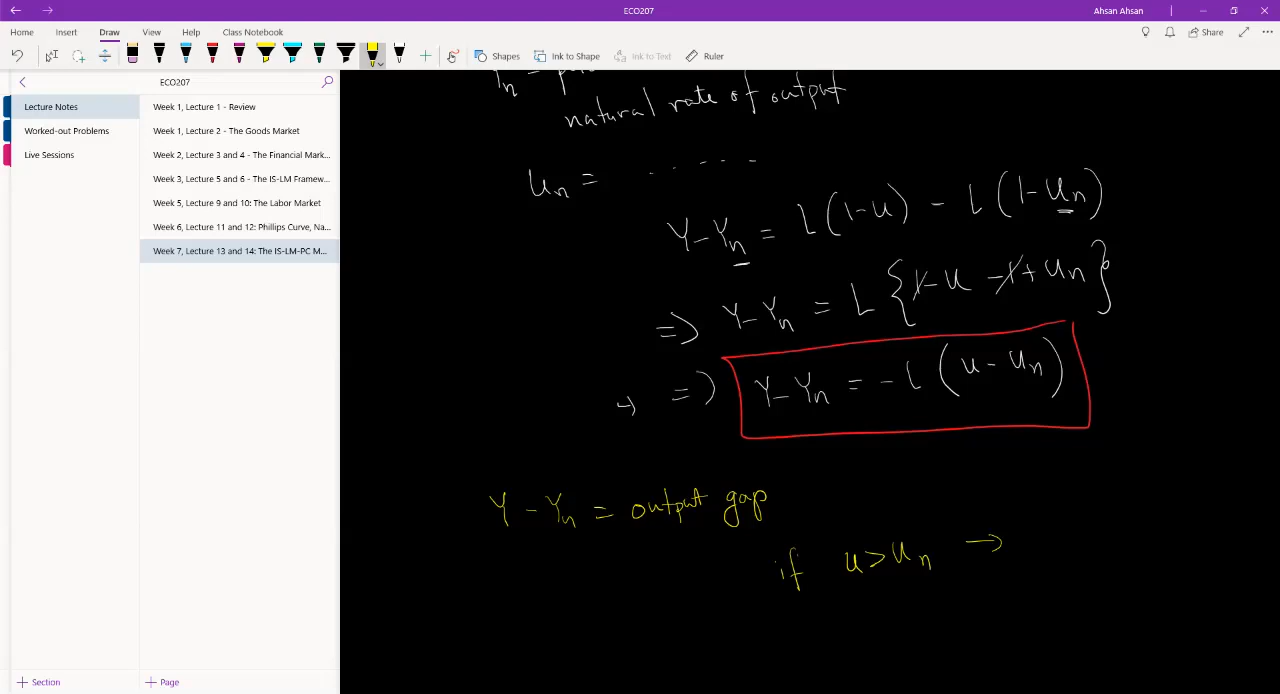 ECO207
Ahsan Ahsan
Home Insert Draw View Help Class Notebook
Share
Shapes Ink to Shape Ink to Text Ruler
ECO207
Lecture Notes
Worked-out Problems
Live Sessions
Week 1, Lecture 1 - Review
Week 1, Lecture 2 - The Goods Market
Week 2, Lecture 3 and 4 - The Financial Mark...
Week 3, Lecture 5 and 6 - The IS-LM Framew...
Week 5, Lecture 9 and 10: The Labor Market
Week 6, Lecture 11 and 12: Phillips Curve, Na...
Week 7, Lecture 13 and 14: The IS-LM-PC M...
Yn =
natural rate of output
un = .......
Y - Yn = L(1-u) - L(1-un)
=> Y - Yn = L{1-u -1+un}
→ => Y - Yn = -L(u - un)
Y - Yn = output gap
if u > un →
+ Section
+ Page